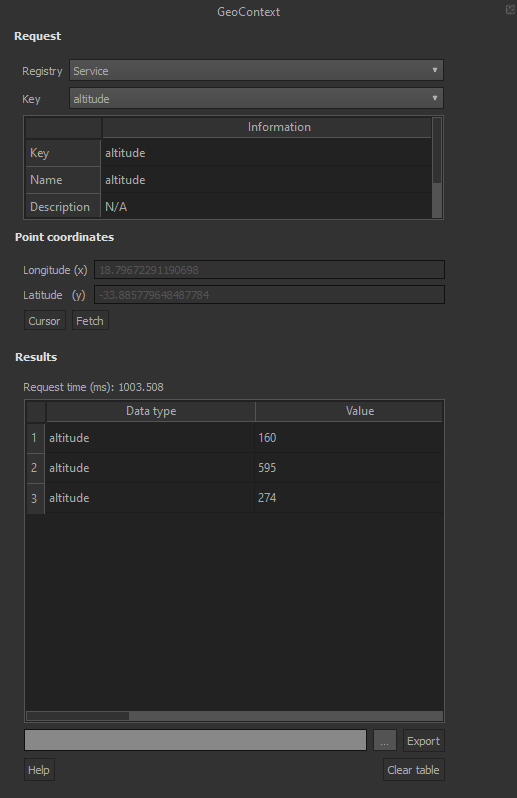 GeoContext
Request
Registry Service
Key altitude
Information
Key altitude
Name altitude
Description N/A
Point coordinates
Longitude (x) 18.79672291190698
Latitude (y) -33.885779648487784
Cursor Fetch
Results
Request time (ms): 1003.508
Data type Value
1 altitude 160
2 altitude 595
3 altitude 274
... Export
Help Clear table